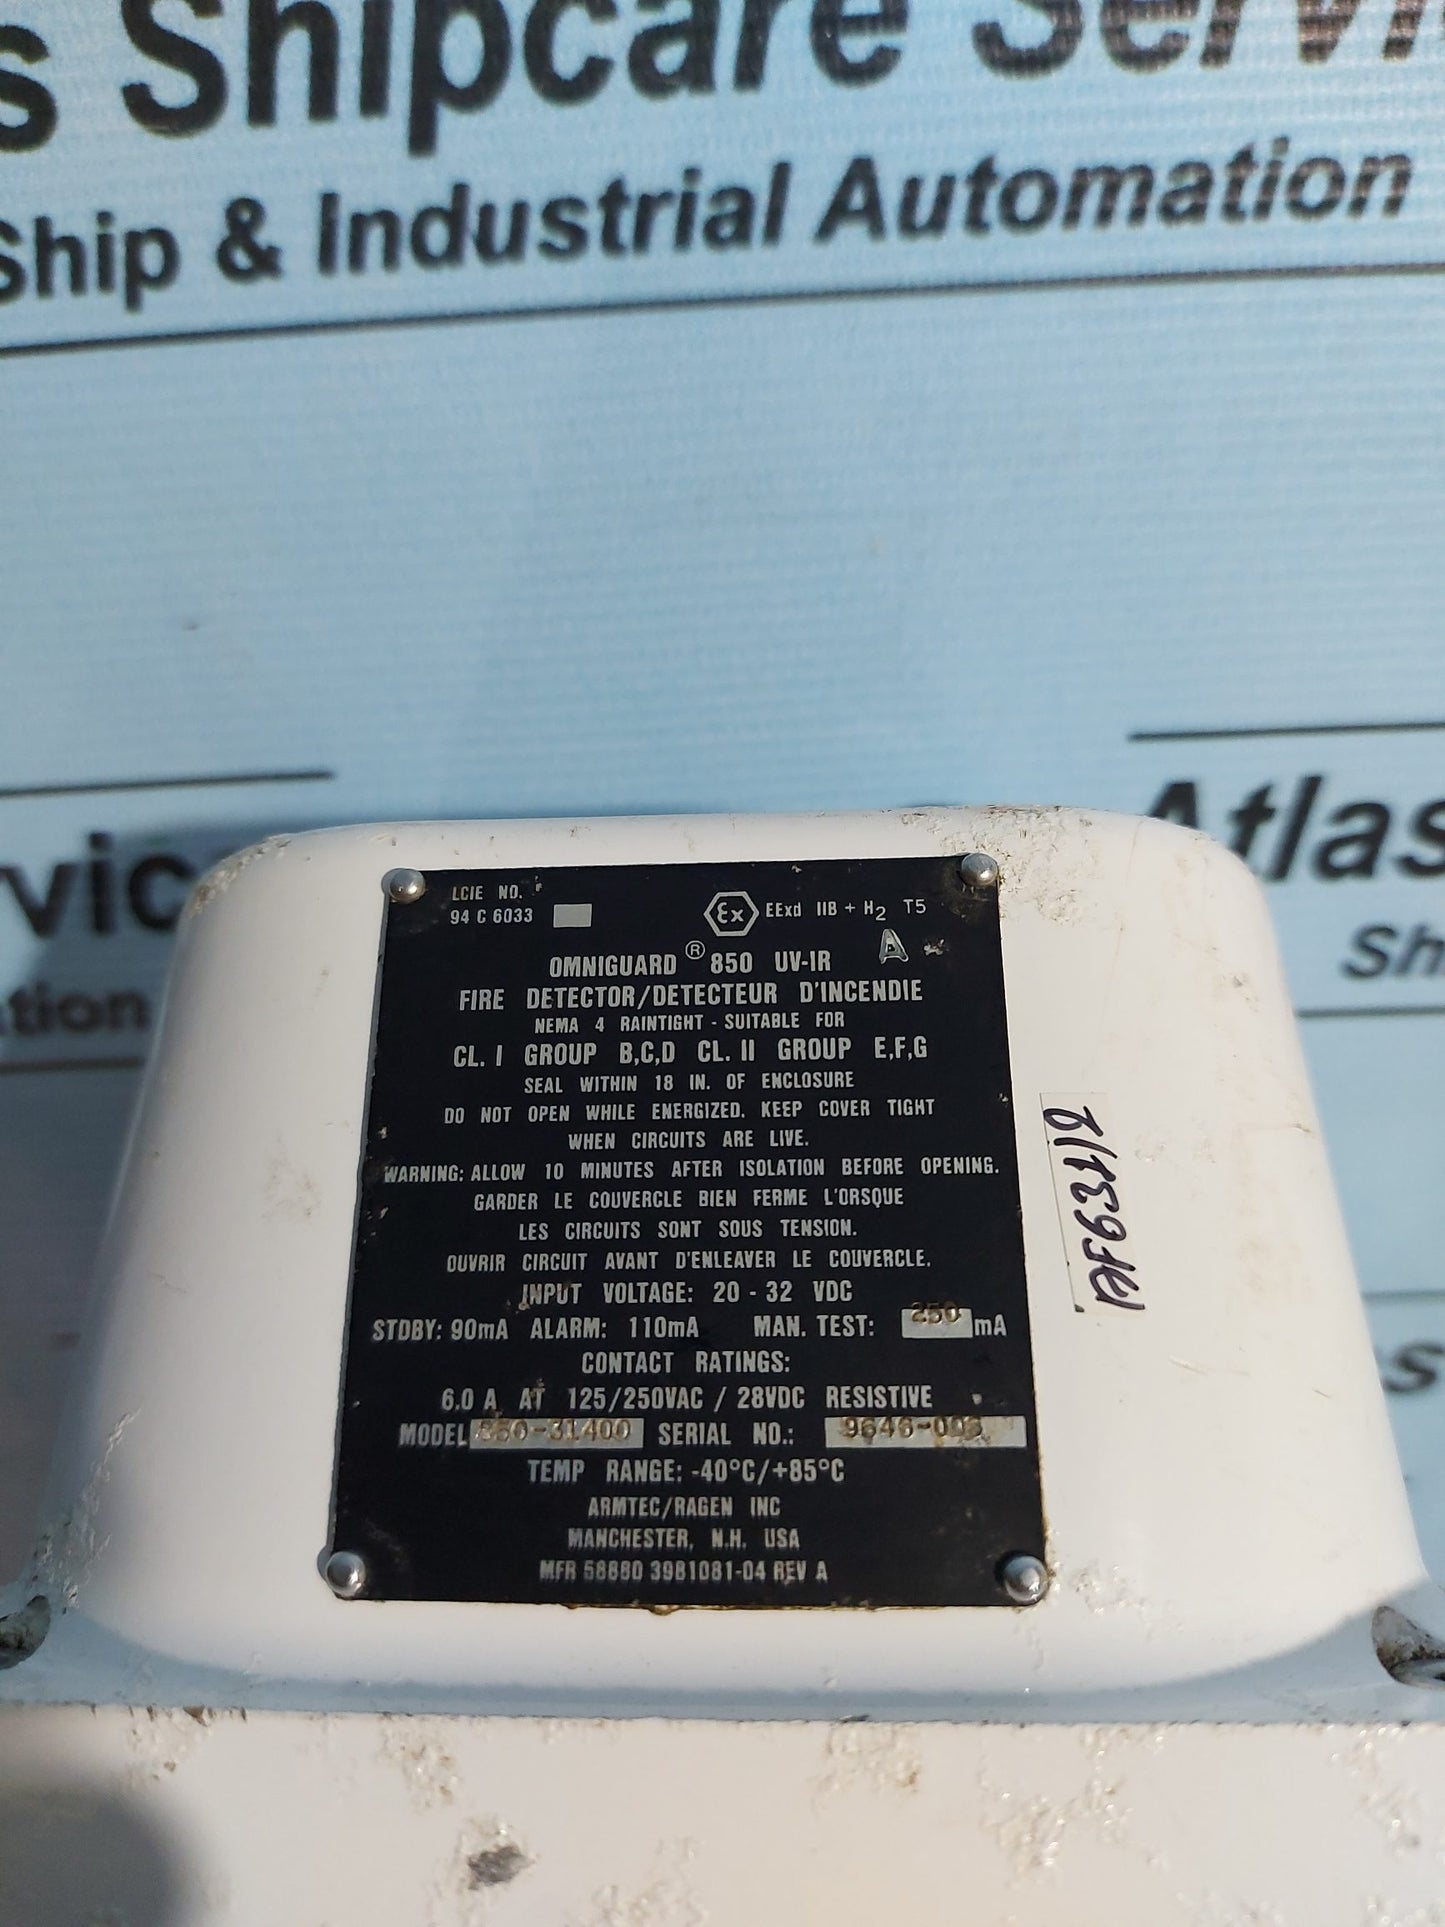 s Shipcare Servi
Ship & Industrial Automation
rvic
ation
Atlas
Sh
s
LCIE NO.
94 C 6033
Ex EExd IIB + H2 T5
OMNIGUARD ® 850 UV-IR A
FIRE DETECTOR/DETECTEUR D'INCENDIE
NEMA 4 RAINTIGHT - SUITABLE FOR
CL. I GROUP B,C,D CL. II GROUP E,F,G
SEAL WITHIN 18 IN. OF ENCLOSURE
DO NOT OPEN WHILE ENERGIZED. KEEP COVER TIGHT
WHEN CIRCUITS ARE LIVE.
WARNING: ALLOW 10 MINUTES AFTER ISOLATION BEFORE OPENING.
GARDER LE COUVERCLE BIEN FERME L'ORSQUE
LES CIRCUITS SONT SOUS TENSION.
OUVRIR CIRCUIT AVANT D'ENLEAVER LE COUVERCLE.
INPUT VOLTAGE: 20 - 32 VDC
STDBY: 90mA ALARM: 110mA MAN. TEST: 250 mA
CONTACT RATINGS:
6.0 A AT 125/250VAC / 28VDC RESISTIVE
MODEL 850-31400 SERIAL NO.:
TEMP RANGE: -40°C/+85°C
ARMTEC/RAGEN INC
MANCHESTER, N.H. USA
MFR 58880 3981081-04 REV A